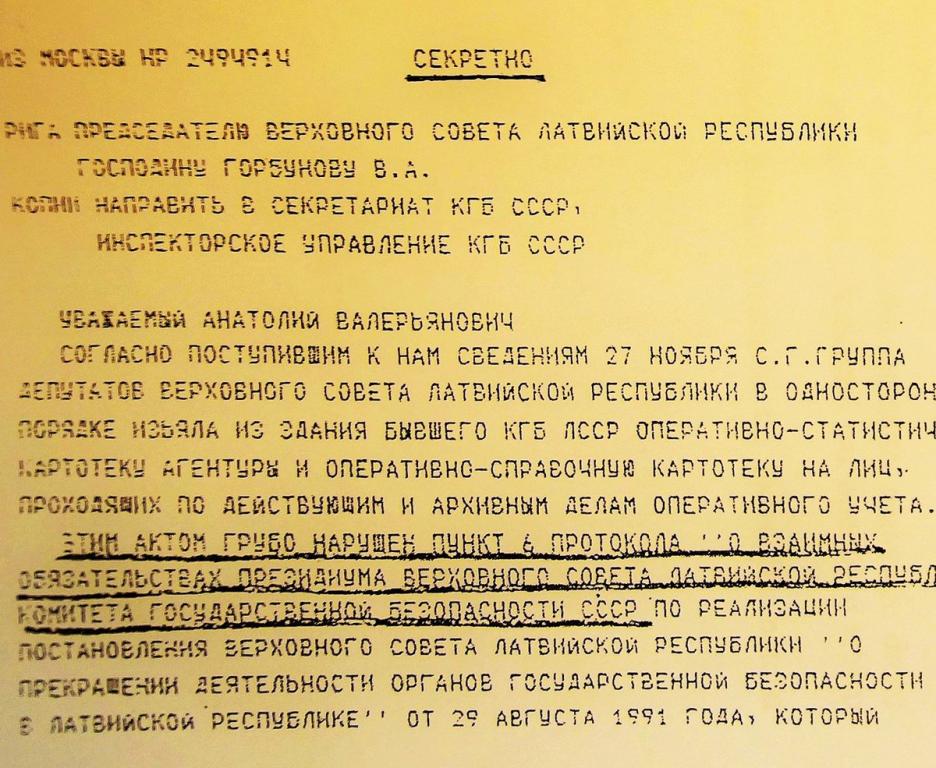 ИЗ МОСКВЫ НР 2494914 СЕКРЕТНО
РИГА ПРЕДСЕДАТЕЛЮ ВЕРХОВНОГО СОВЕТА ЛАТВИЙСКОЙ РЕСПУБЛИКИ
ГОСПОДИНУ ГОРБУНОВУ В.А.
КОПИИ НАПРАВИТЬ В СЕКРЕТАРИАТ КГБ СССР,
ИНСПЕКТОРСКОЕ УПРАВЛЕНИЕ КГБ СССР
УВАЖАЕМЫЙ АНАТОЛИЙ ВАЛЕРЬЯНОВИЧ
СОГЛАСНО ПОСТУПИВШИМ К НАМ СВЕДЕНИЯМ 27 НОЯБРЯ С.Г.ГРУППА
ДЕПУТАТОВ ВЕРХОВНОГО СОВЕТА ЛАТВИЙСКОЙ РЕСПУБЛИКИ В ОДНОСТОРОН
ПОРЯДКЕ ИЗЬЯЛА ИЗ ЗДАНИЯ БЫВШЕГО КГБ ЛССР ОПЕРАТИВНО-СТАТИСТИЧ
КАРТОТЕКУ АГЕНТУРЫ И ОПЕРАТИВНО-СПРАВОЧНУЮ КАРТОТЕКУ НА ЛИЦ,
ПРОХОДЯЩИХ ПО ДЕЙСТВУЮЩИМ И АРХИВНЫМ ДЕЛАМ ОПЕРАТИВНОГО УЧЕТА.
ЭТИМ АКТОМ ГРУБО НАРУШЕН ПУНКТ 6 ПРОТОКОЛА ''О ВЗАИМНЫХ
ОБЯЗАТЕЛЬСТВАХ ПРЕЗИДИУМА ВЕРХОВНОГО СОВЕТА ЛАТВИЙСКОЙ РЕСПУБЛ
КОМИТЕТА ГОСУДАРСТВЕННОЙ БЕЗОПАСНОСТИ СССР ПО РЕАЛИЗАЦИИ
ПОСТАНОВЛЕНИЯ ВЕРХОВНОГО СОВЕТА ЛАТВИЙСКОЙ РЕСПУБЛИКИ ''О
ПРЕКРАШЕНИИ ДЕЯТЕЛЬНОСТИ ОРГАНОВ ГОСУДАРСТВЕННОЙ БЕЗОПАСНОСТИ
В ЛАТВИЙСКОЙ РЕСПУБЛИКЕ'' ОТ 29 АВГУСТА 1991 ГОДА, КОТОРЫЙ